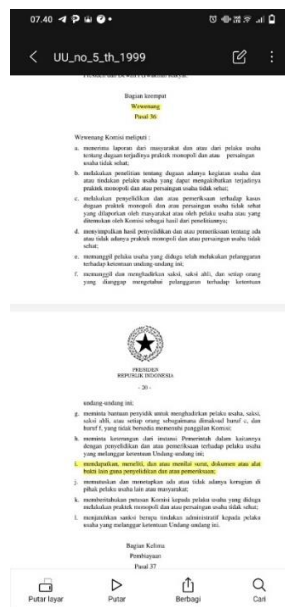 07.40
UU_no_5_th_1999
Bagian keempat
Wewenang
Pasal 36
Wewenang Komisi meliputi :
a. menerima laporan dari masyarakat dan atau dari pelaku usaha
tentang dugaan terjadinya praktek monopoli dan atau persaingan
usaha tidak sehat;
b. melakukan penelitian tentang dugaan adanya kegiatan usaha dan
atau tindakan pelaku usaha yang dapat mengakibatkan terjadinya
praktek monopoli dan atau persaingan usaha tidak sehat;
c. melakukan penyelidikan dan atau pemeriksaan terhadap kasus
dugaan praktek monopoli dan atau persaingan usaha tidak sehat
yang dilaporkan oleh masyarakat atau oleh pelaku usaha atau yang
ditemukan oleh Komisi sebagai hasil dari penelitiannya;
d. menyimpulkan hasil penyelidikan dan atau pemeriksaan tentang ada
atau tidak adanya praktek monopoli dan atau persaingan usaha tidak
sehat;
e. memanggil pelaku usaha yang diduga telah melakukan pelanggaran
terhadap ketentuan undang-undang ini;
f. memanggil dan menghadirkan saksi, saksi ahli, dan setiap orang
yang dianggap mengetahui pelanggaran terhadap ketentuan
PRESIDEN
REPUBLIK INDONESIA
- 20 -
undang-undang ini;
g. meminta bantuan penyidik untuk menghadirkan pelaku usaha, saksi,
saksi ahli, atau setiap orang sebagaimana dimaksud huruf e, dan
huruf f, yang tidak bersedia memenuhi panggilan Komisi;
h. meminta keterangan dari instansi Pemerintah dalam kaitannya
dengan penyelidikan dan atau pemeriksaan terhadap pelaku usaha
yang melanggar ketentuan Undang-undang ini;
i. mendapatkan, meneliti, dan atau menilai surat, dokumen atau alat
bukti lain guna penyelidikan dan atau pemeriksaan;
j. memutuskan dan menetapkan ada atau tidak adanya kerugian di
pihak pelaku usaha lain atau masyarakat;
k. memberitahukan putusan Komisi kepada pelaku usaha yang diduga
melakukan praktek monopoli dan atau persaingan usaha tidak sehat;
l. menjatuhkan sanksi berupa tindakan administratif kepada pelaku
usaha yang melanggar ketentuan Undang-undang ini.
Bagian Kelima
Pembiayaan
Pasal 37
Putar layar Putar Berbagi Cari